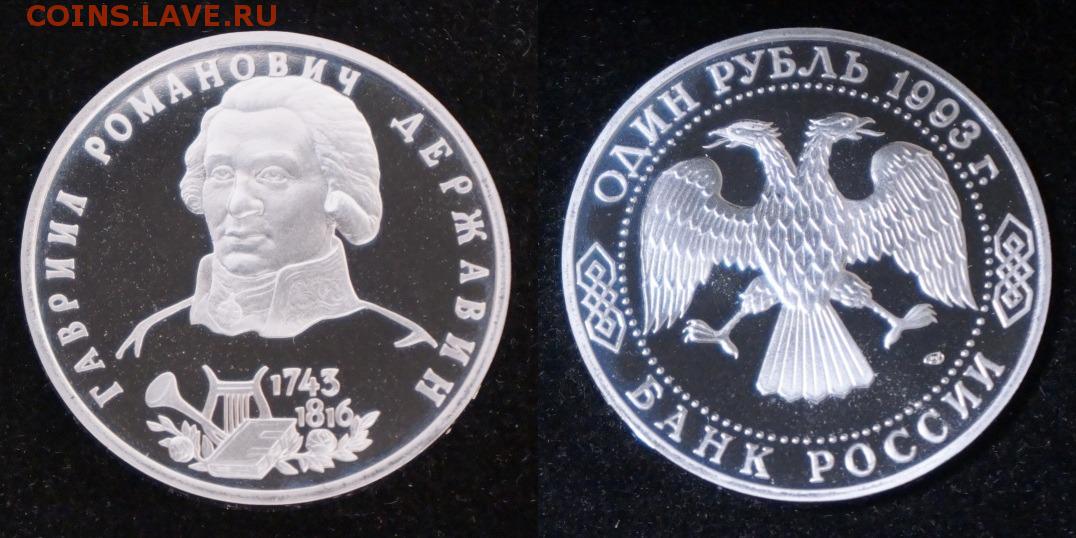 COINS.LAVE.RU
ГАВРИИЛ РОМАНОВИЧ ДЕРЖАВИН
1743
1816
ОДИН РУБЛЬ 1993 г.
БАНК РОССИИ